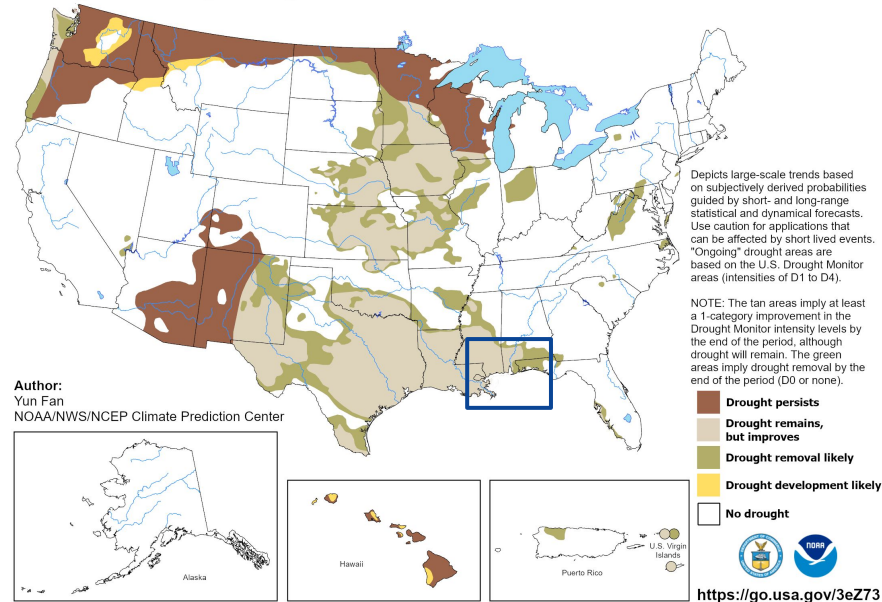 Depicts large-scale trends based
on subjectively derived probabilities
guided by short- and long-range
statistical and dynamical forecasts.
Use caution for applications that
can be affected by short lived events.
"Ongoing" drought areas are
based on the U.S. Drought Monitor
areas (intensities of D1 to D4).
NOTE: The tan areas imply at least
a 1-category improvement in the
Drought Monitor intensity levels by
the end of the period, although
drought will remain. The green
areas imply drought removal by the
end of the period (D0 or none).
Author:
Yun Fan
NOAA/NWS/NCEP Climate Prediction Center
Drought persists
Drought remains,
but improves
Drought removal likely
Drought development likely
No drought
Alaska
Hawaii
Puerto Rico
U.S. Virgin
Islands
NOAA
https://go.usa.gov/3eZ73